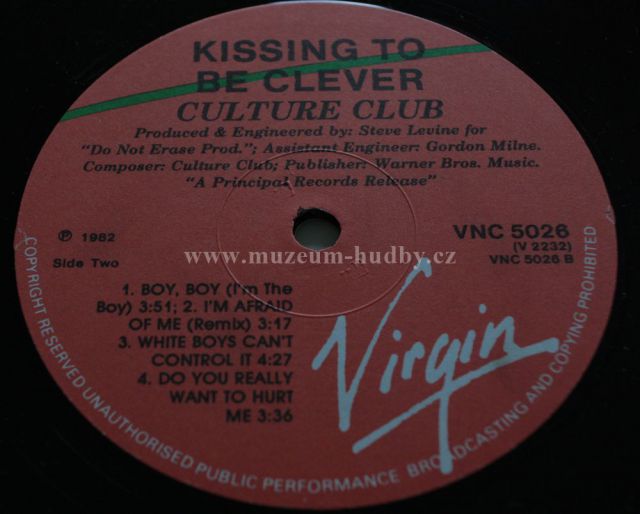 KISSING TO
BE CLEVER
CULTURE CLUB
Produced & Engineered by: Steve Levine for
"Do Not Erase Prod."; Assistant Engineer: Gordon Milne.
Composer: Culture Club; Publisher: Warner Bros. Music.
"A Principal Records Release"
℗ 1982
Side Two
VNC 5026
(V 2232)
VNC 5026 B
www.muzeum-hudby.cz
1. BOY, BOY (I'm The
Boy) 3:51; 2. I'M AFRAID
OF ME (Remix) 3:17
3. WHITE BOYS CAN'T
CONTROL IT 4:27
4. DO YOU REALLY
WANT TO HURT
ME 3:36
Virgin
COPYRIGHT RESERVED UNAUTHORISED PUBLIC PERFORMANCE BROADCASTING AND COPYING PROHIBITED